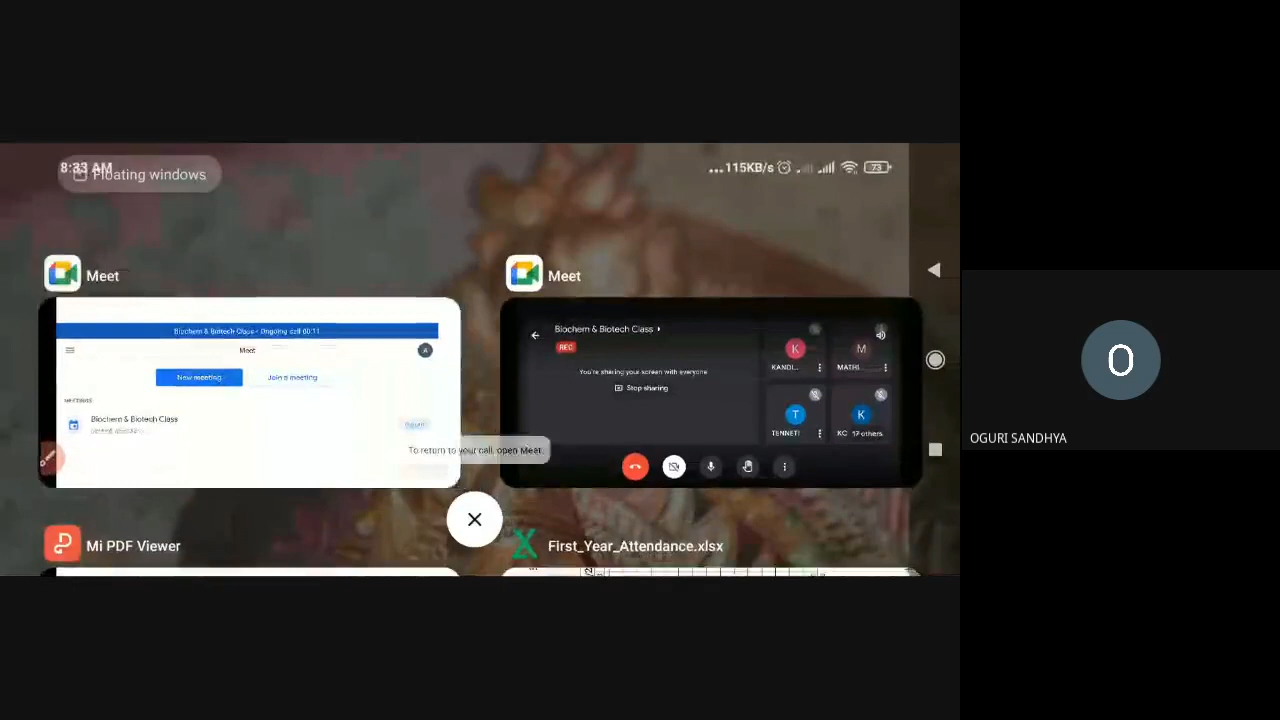 8:33 AM
Floating windows
...115KB/s
73
Meet
Meet
Biochem & Biotech Class • Ongoing call 00:11
Meet
A
New meeting
Join a meeting
Biochem & Biotech Class
Biochem & Biotech Class
REC
You're sharing your screen with everyone
Stop sharing
K
KANDI...
M
MATRI...
T
TENNETI
K
KC 17 others
To return to your call, open Meet.
Mi PDF Viewer
First_Year_Attendance.xlsx
O
OGURI SANDHYA